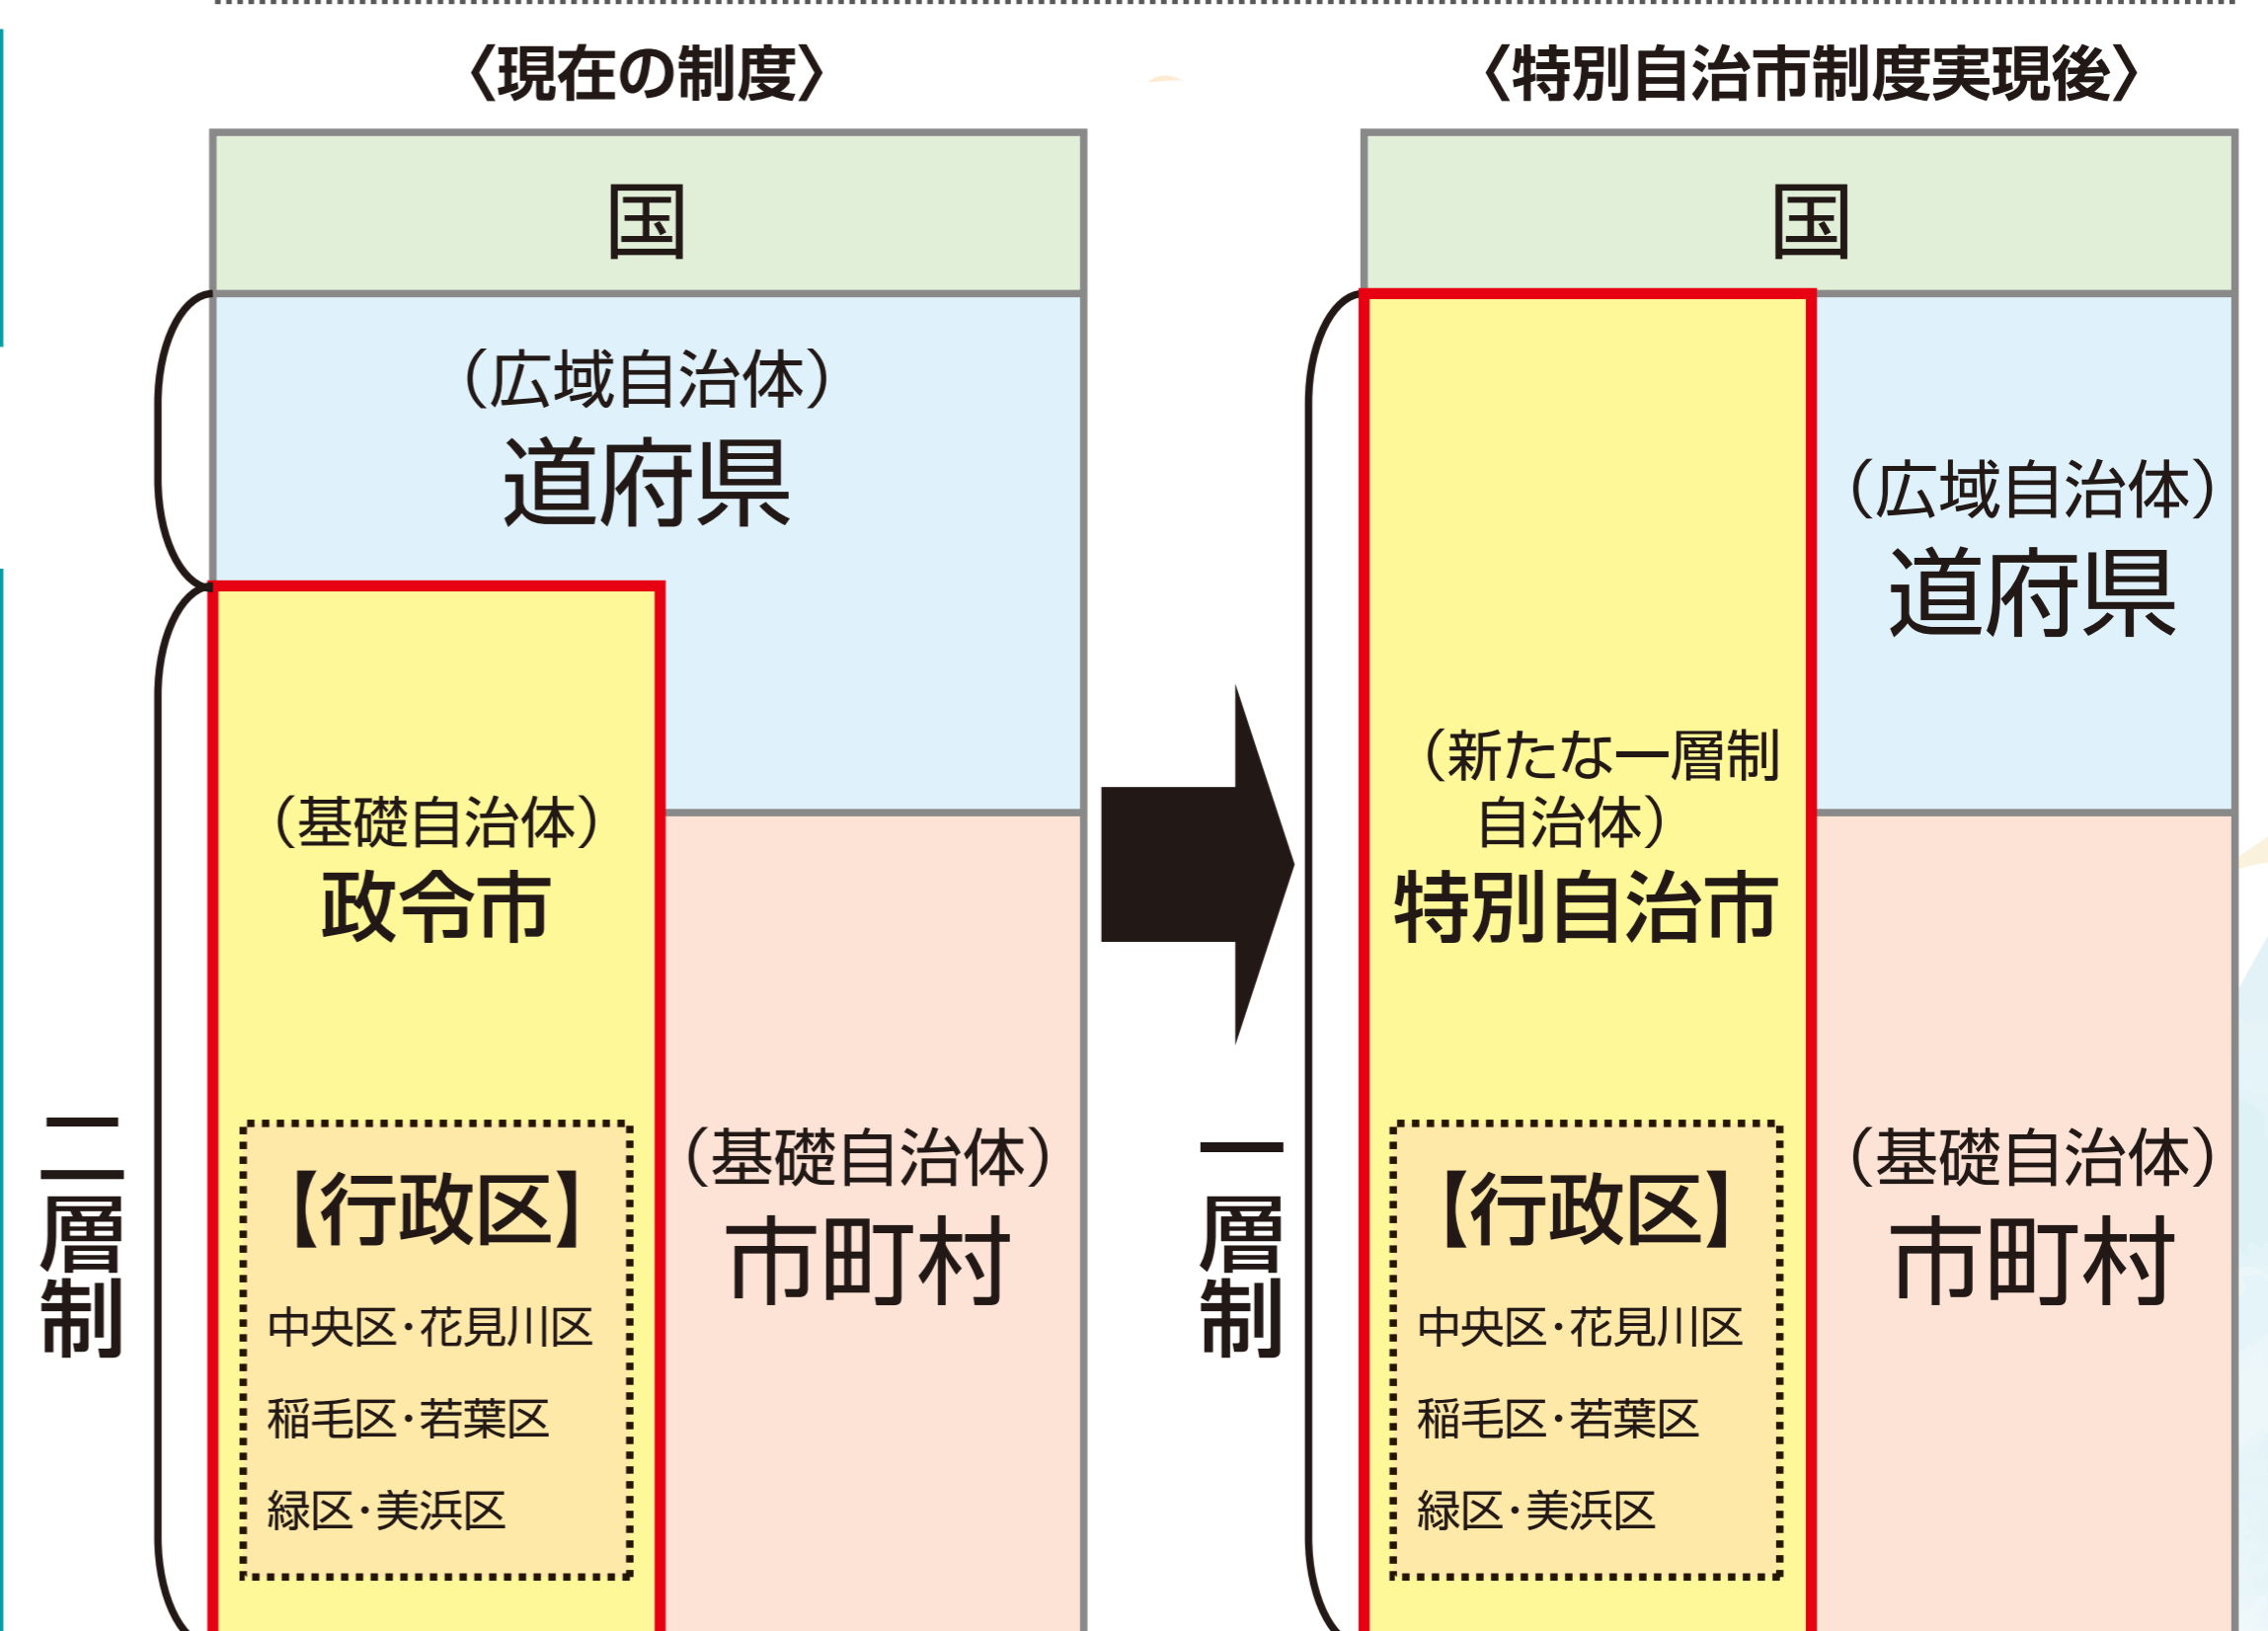 〈現在の制度〉
国
（広域自治体）
道府県
（基礎自治体）
政令市
【行政区】
中央区・花見川区
稲毛区・若葉区
緑区・美浜区
（基礎自治体）
市町村
二層制
〈特別自治市制度実現後〉
国
（広域自治体）
道府県
（新たな一層制
自治体）
特別自治市
【行政区】
中央区・花見川区
稲毛区・若葉区
緑区・美浜区
（基礎自治体）
市町村
一層制